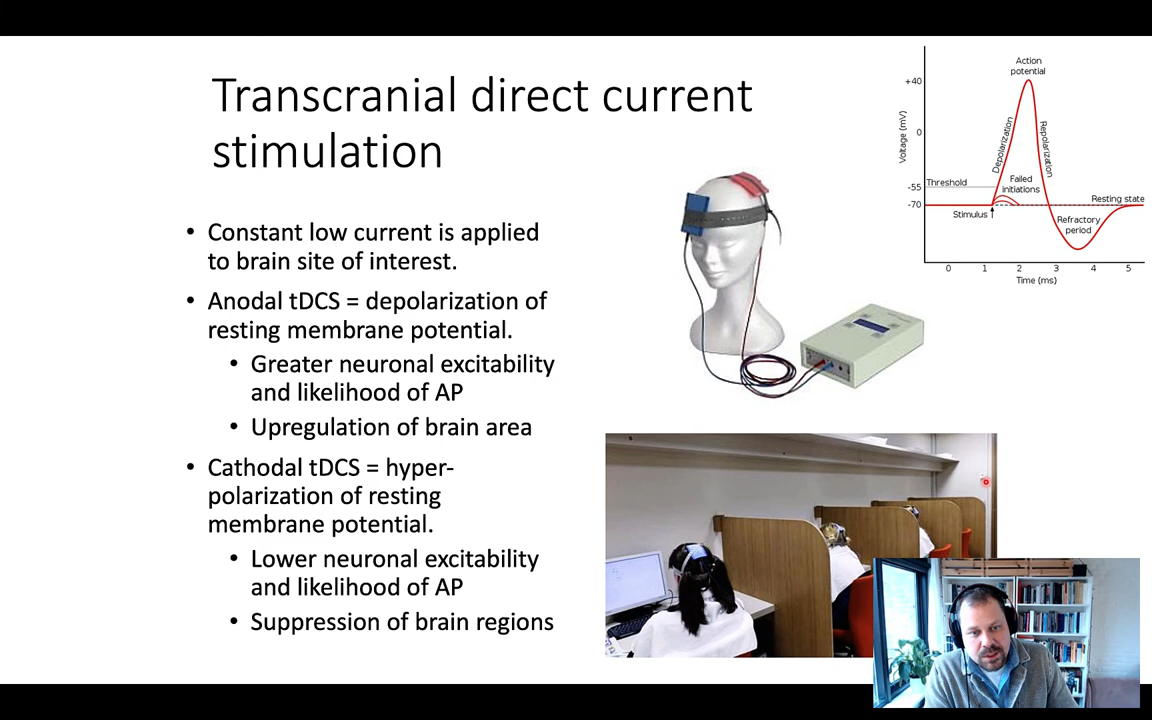 Transcranial direct current
stimulation
• Constant low current is applied
to brain site of interest.
• Anodal tDCS = depolarization of
resting membrane potential.
• Greater neuronal excitability
and likelihood of AP
• Upregulation of brain area
• Cathodal tDCS = hyper-
polarization of resting
membrane potential.
• Lower neuronal excitability
and likelihood of AP
• Suppression of brain regions
Action
potential
+40
Voltage (mV)
0
Depolarization
Repolarization
Threshold
Failed
initiations
-55
-70
Resting state
Stimulus
Refractory
period
0 1 2 3 4 5
Time (ms)